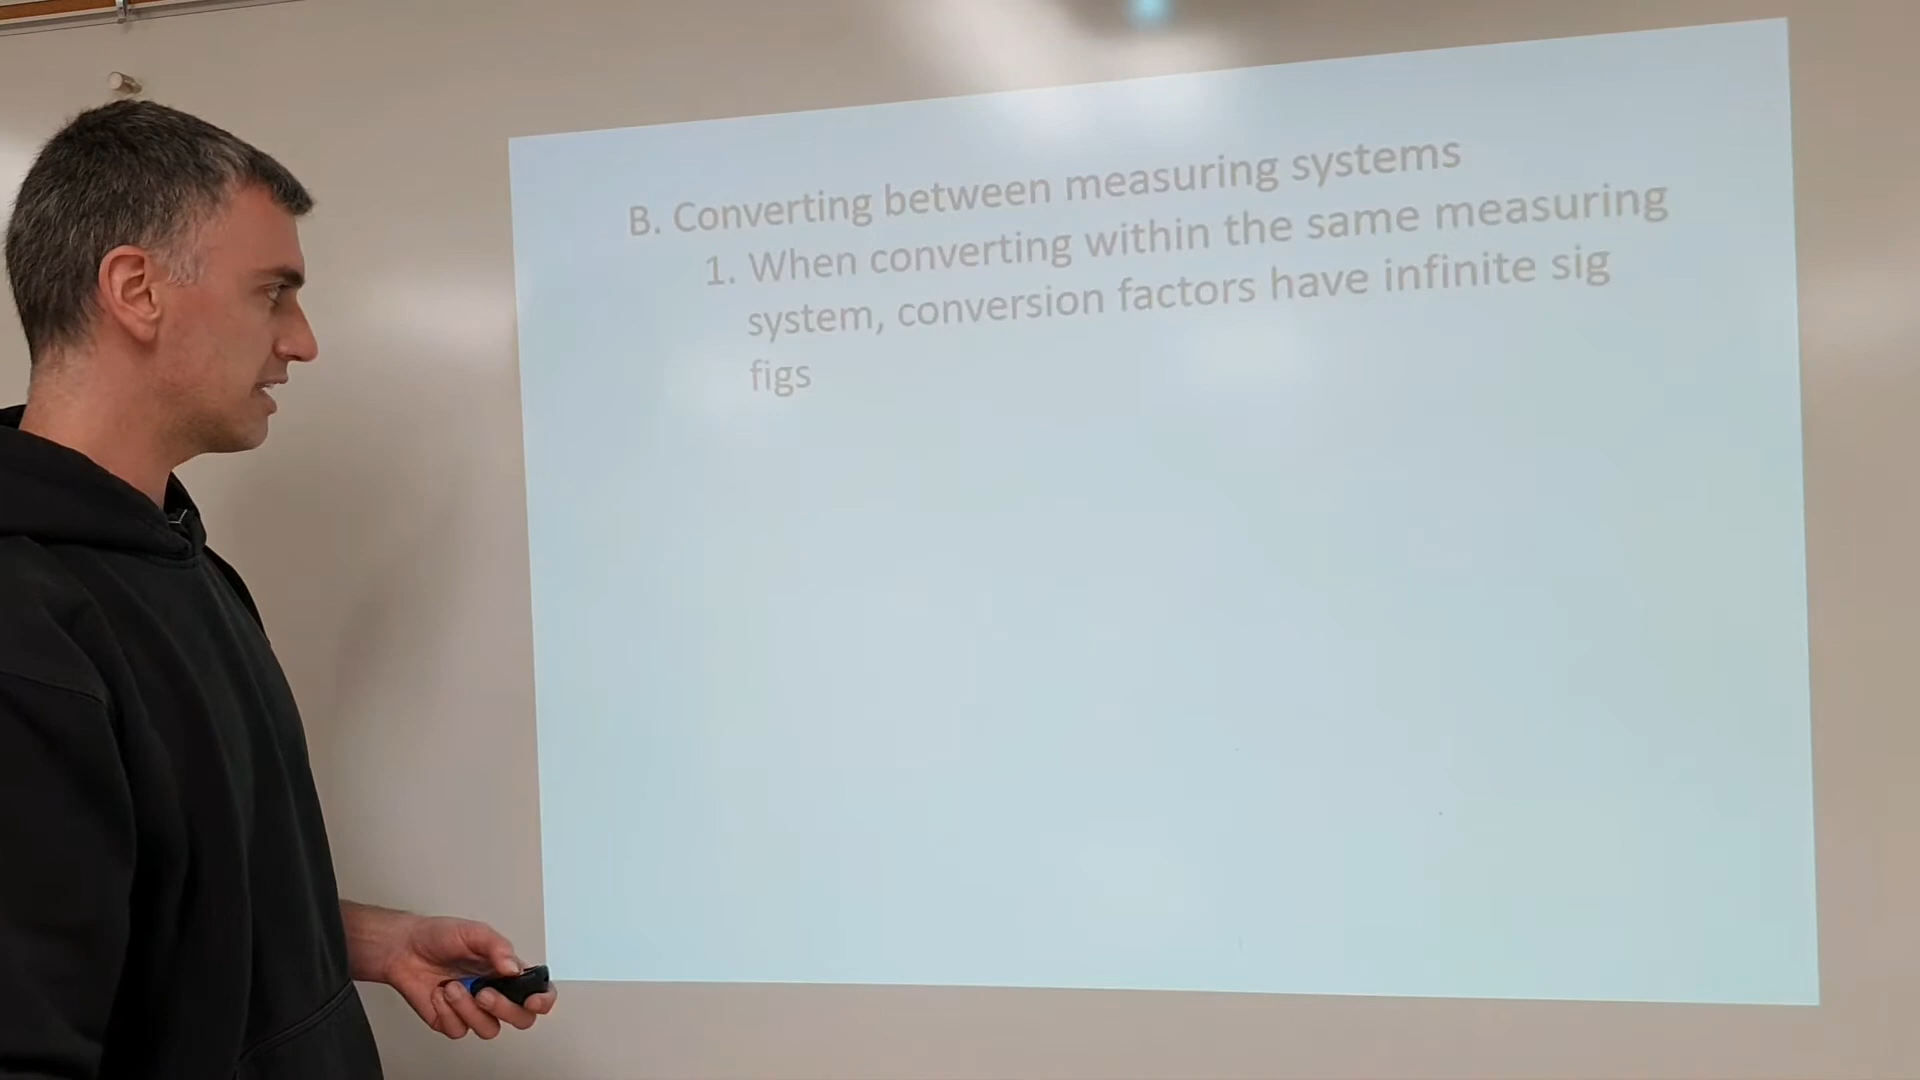 B. Converting between measuring systems
1. When converting within the same measuring
system, conversion factors have infinite sig
figs